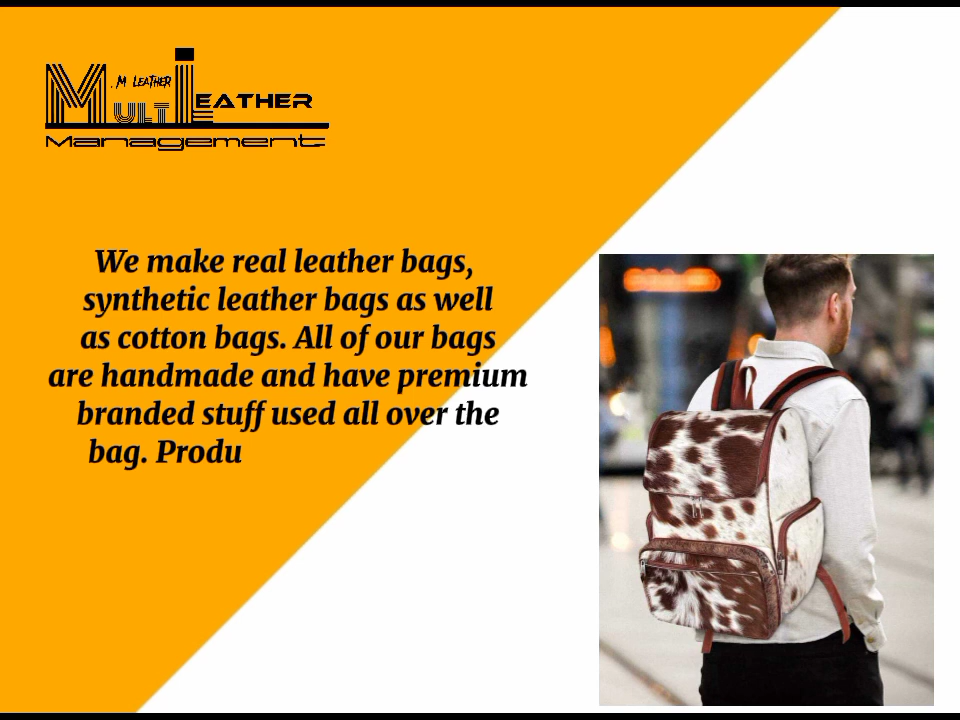 . M LEATHER
MULTI LEATHER
Management
We make real leather bags,
synthetic leather bags as well
as cotton bags. All of our bags
are handmade and have premium
branded stuff used all over the
bag. Produ